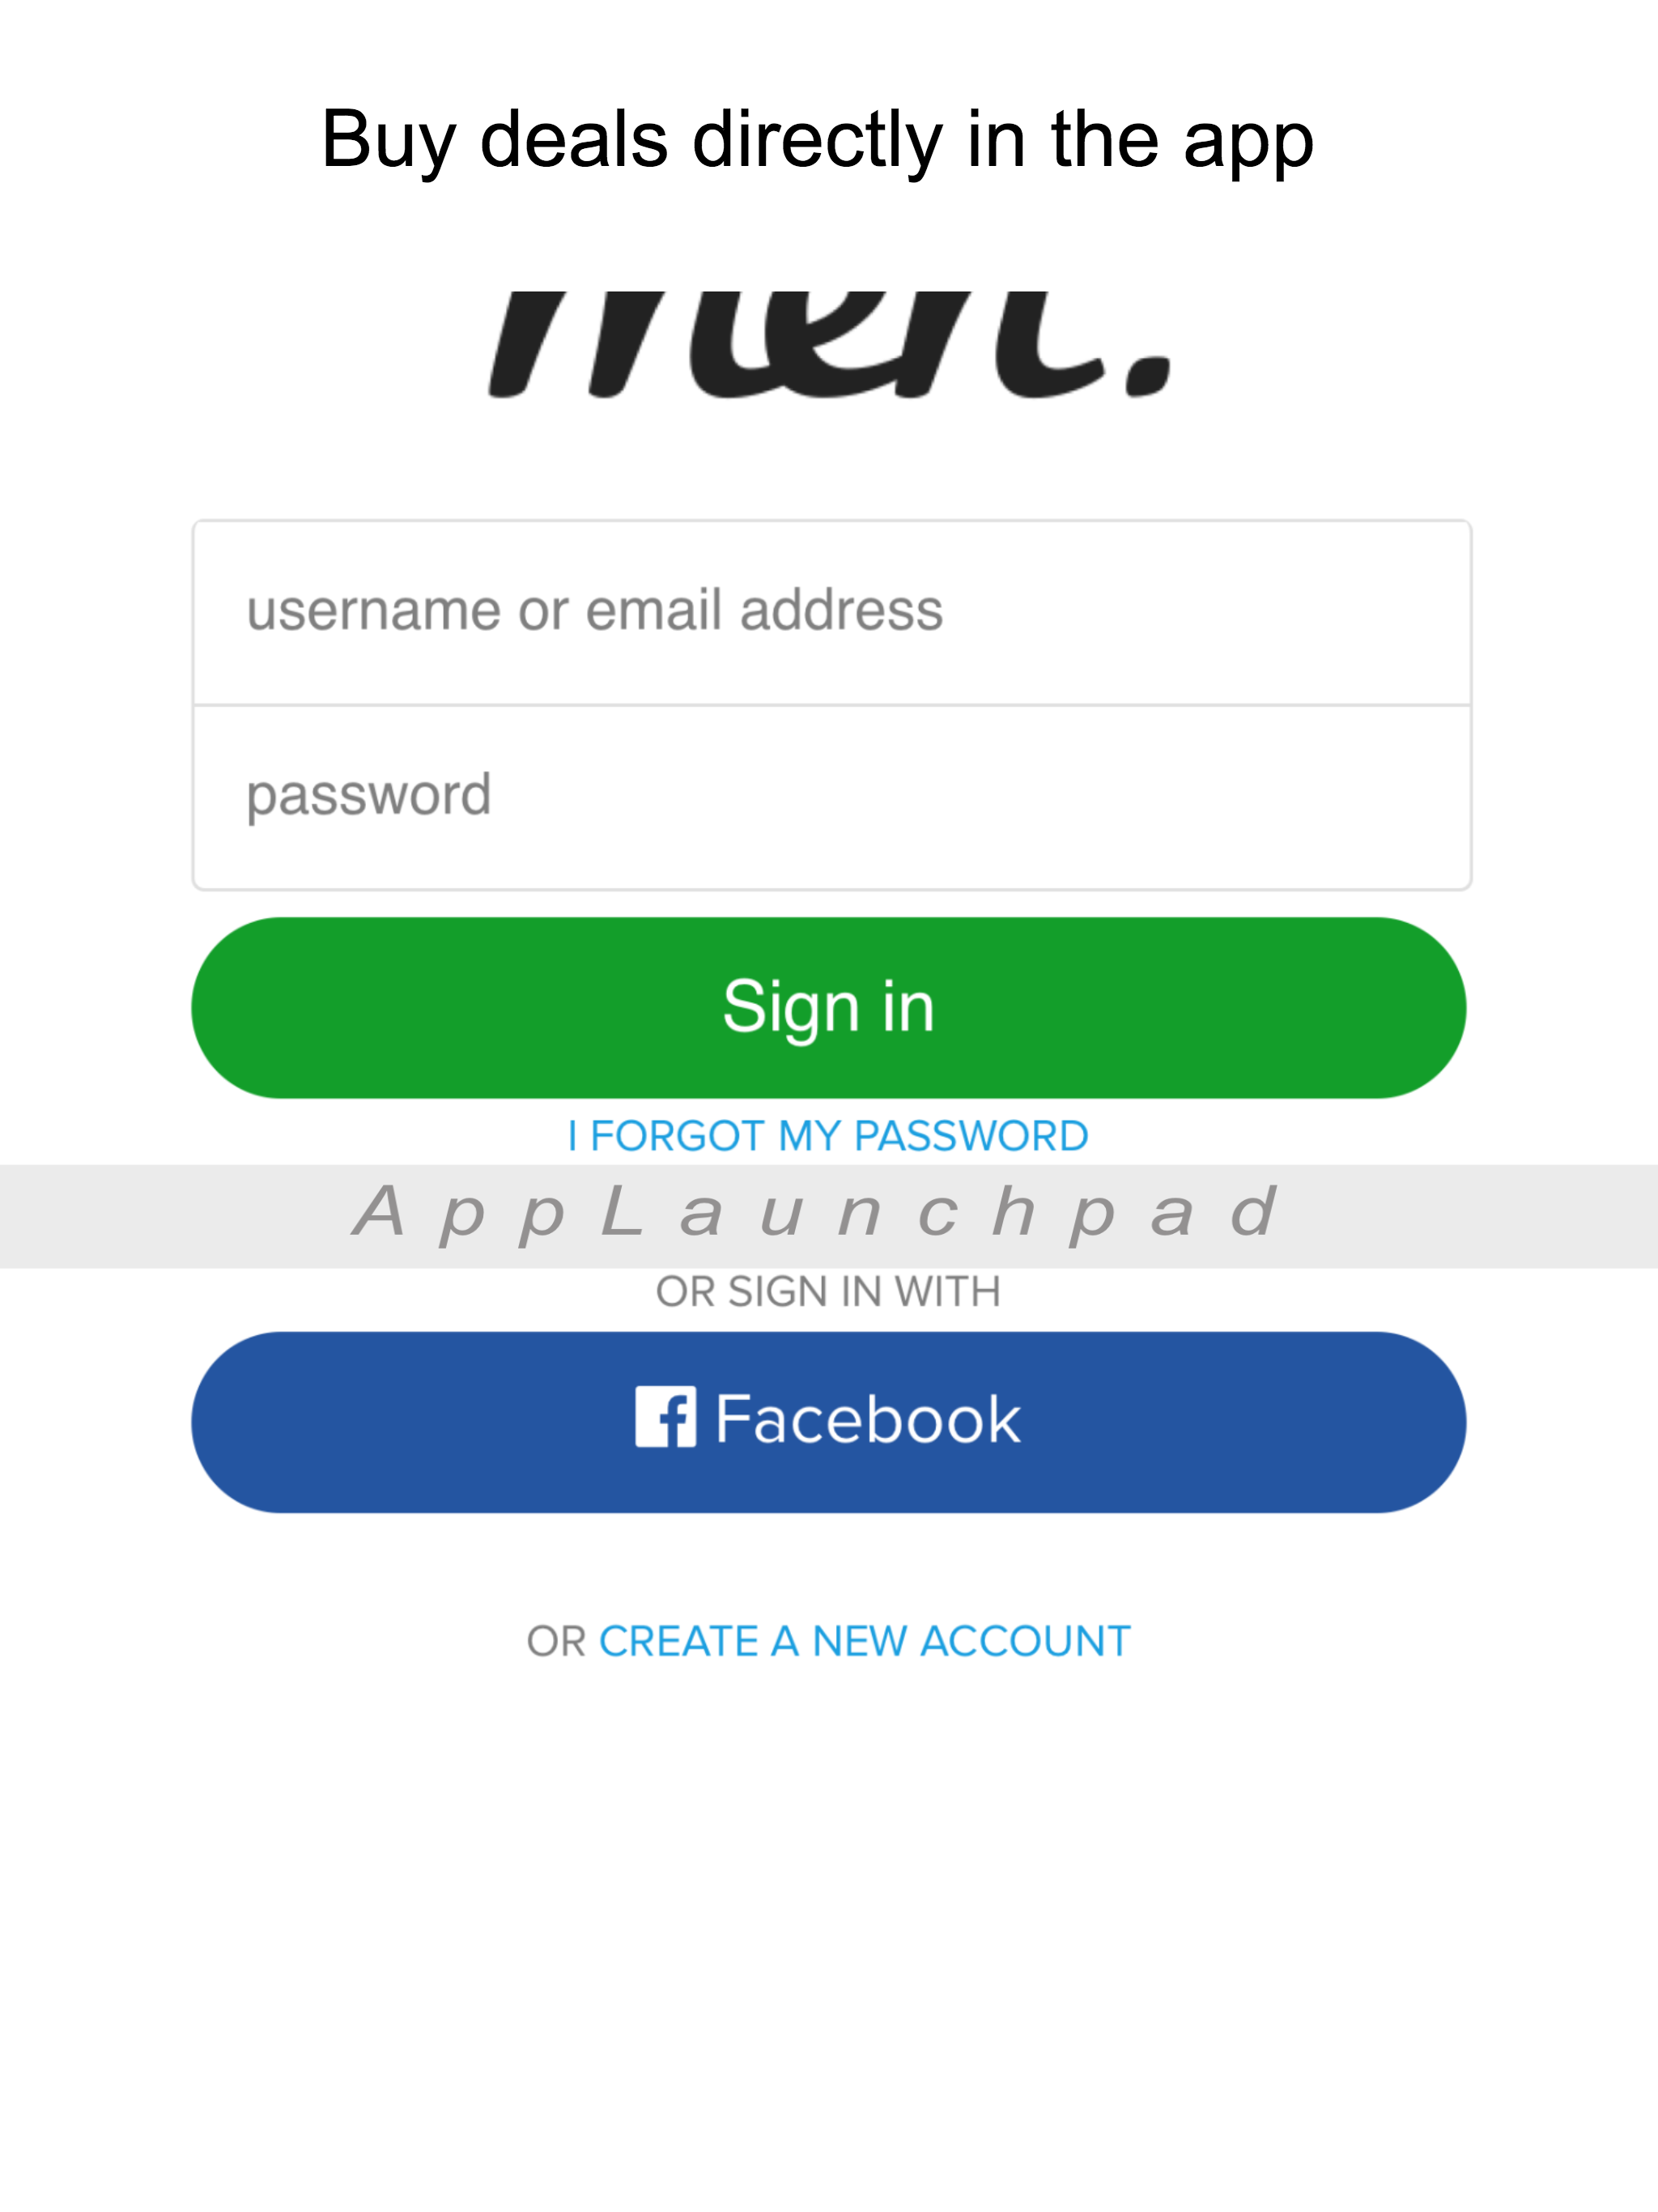 Buy deals directly in the app
username or email address
password
Sign in
I FORGOT MY PASSWORD
AppLaunchpad
OR SIGN IN WITH
Facebook
OR CREATE A NEW ACCOUNT